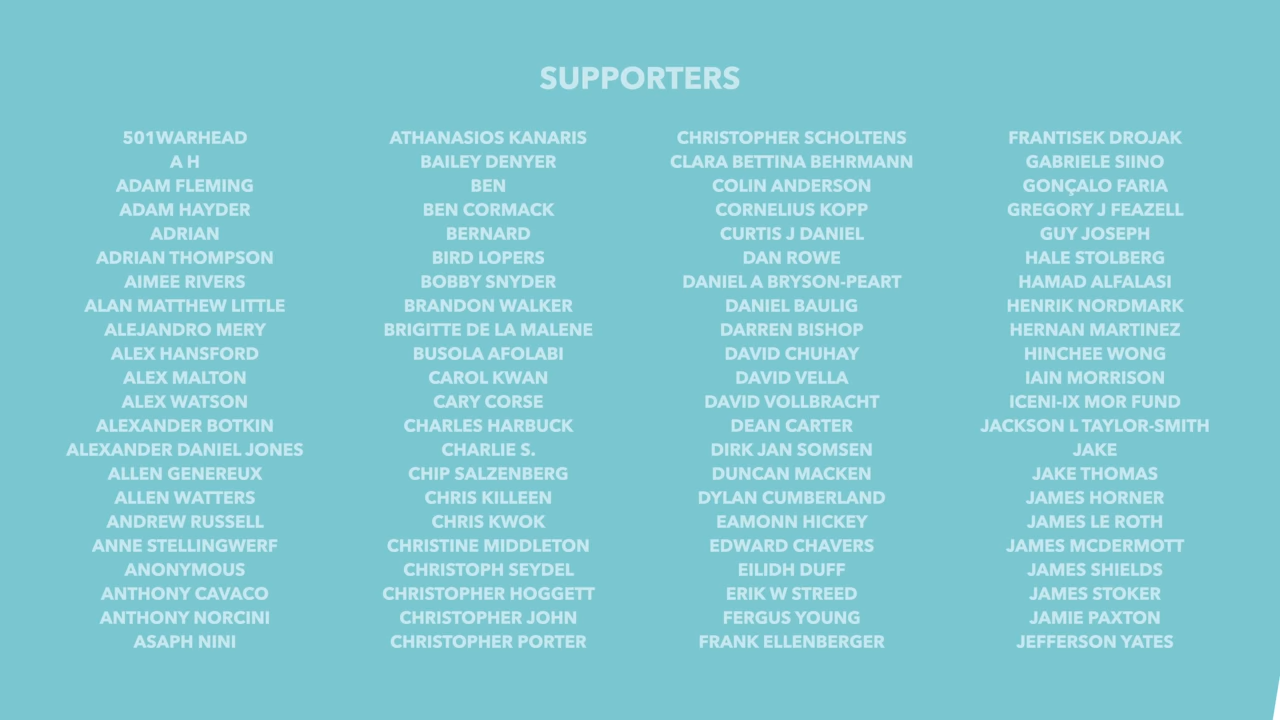 SUPPORTERS
501WARHEAD
A H
ADAM FLEMING
ADAM HAYDER
ADRIAN
ADRIAN THOMPSON
AIMEE RIVERS
ALAN MATTHEW LITTLE
ALEJANDRO MERY
ALEX HANSFORD
ALEX MALTON
ALEX WATSON
ALEXANDER BOTKIN
ALEXANDER DANIEL JONES
ALLEN GENEREUX
ALLEN WATTERS
ANDREW RUSSELL
ANNE STELLINGWERF
ANONYMOUS
ANTHONY CAVACO
ANTHONY NORCINI
ASAPH NINI
ATHANASIOS KANARIS
BAILEY DENYER
BEN
BEN CORMACK
BERNARD
BIRD LOPERS
BOBBY SNYDER
BRANDON WALKER
BRIGITTE DE LA MALENE
BUSOLA AFOLABI
CAROL KWAN
CARY CORSE
CHARLES HARBUCK
CHARLIE S.
CHIP SALZENBERG
CHRIS KILLEEN
CHRIS KWOK
CHRISTINE MIDDLETON
CHRISTOPH SEYDEL
CHRISTOPHER HOGGETT
CHRISTOPHER JOHN
CHRISTOPHER PORTER
CHRISTOPHER SCHOLTENS
CLARA BETTINA BEHRMANN
COLIN ANDERSON
CORNELIUS KOPP
CURTIS J DANIEL
DAN ROWE
DANIEL A BRYSON-PEART
DANIEL BAULIG
DARREN BISHOP
DAVID CHUHAY
DAVID VELLA
DAVID VOLLBRACHT
DEAN CARTER
DIRK JAN SOMSEN
DUNCAN MACKEN
DYLAN CUMBERLAND
EAMONN HICKEY
EDWARD CHAVERS
EILIDH DUFF
ERIK W STREED
FERGUS YOUNG
FRANK ELLENBERGER
FRANTISEK DROJAK
GABRIELE SIINO
GONÇALO FARIA
GREGORY J FEAZELL
GUY JOSEPH
HALE STOLBERG
HAMAD ALFALASI
HENRIK NORDMARK
HERNAN MARTINEZ
HINCHEE WONG
IAIN MORRISON
ICENI-IX MOR FUND
JACKSON L TAYLOR-SMITH
JAKE
JAKE THOMAS
JAMES HORNER
JAMES LE ROTH
JAMES MCDERMOTT
JAMES SHIELDS
JAMES STOKER
JAMIE PAXTON
JEFFERSON YATES